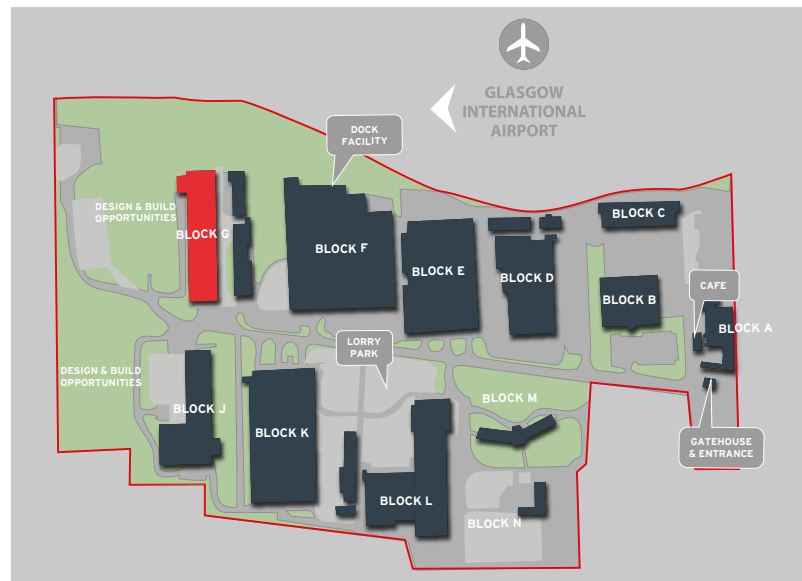 GLASGOW
INTERNATIONAL
AIRPORT
DOCK
FACILITY
DESIGN & BUILD
OPPORTUNITIES
BLOCK G
BLOCK F
BLOCK E
BLOCK D
BLOCK C
BLOCK B
CAFE
BLOCK A
LORRY
PARK
DESIGN & BUILD
OPPORTUNITIES
BLOCK J
BLOCK K
BLOCK M
GATEHOUSE
& ENTRANCE
BLOCK L
BLOCK N